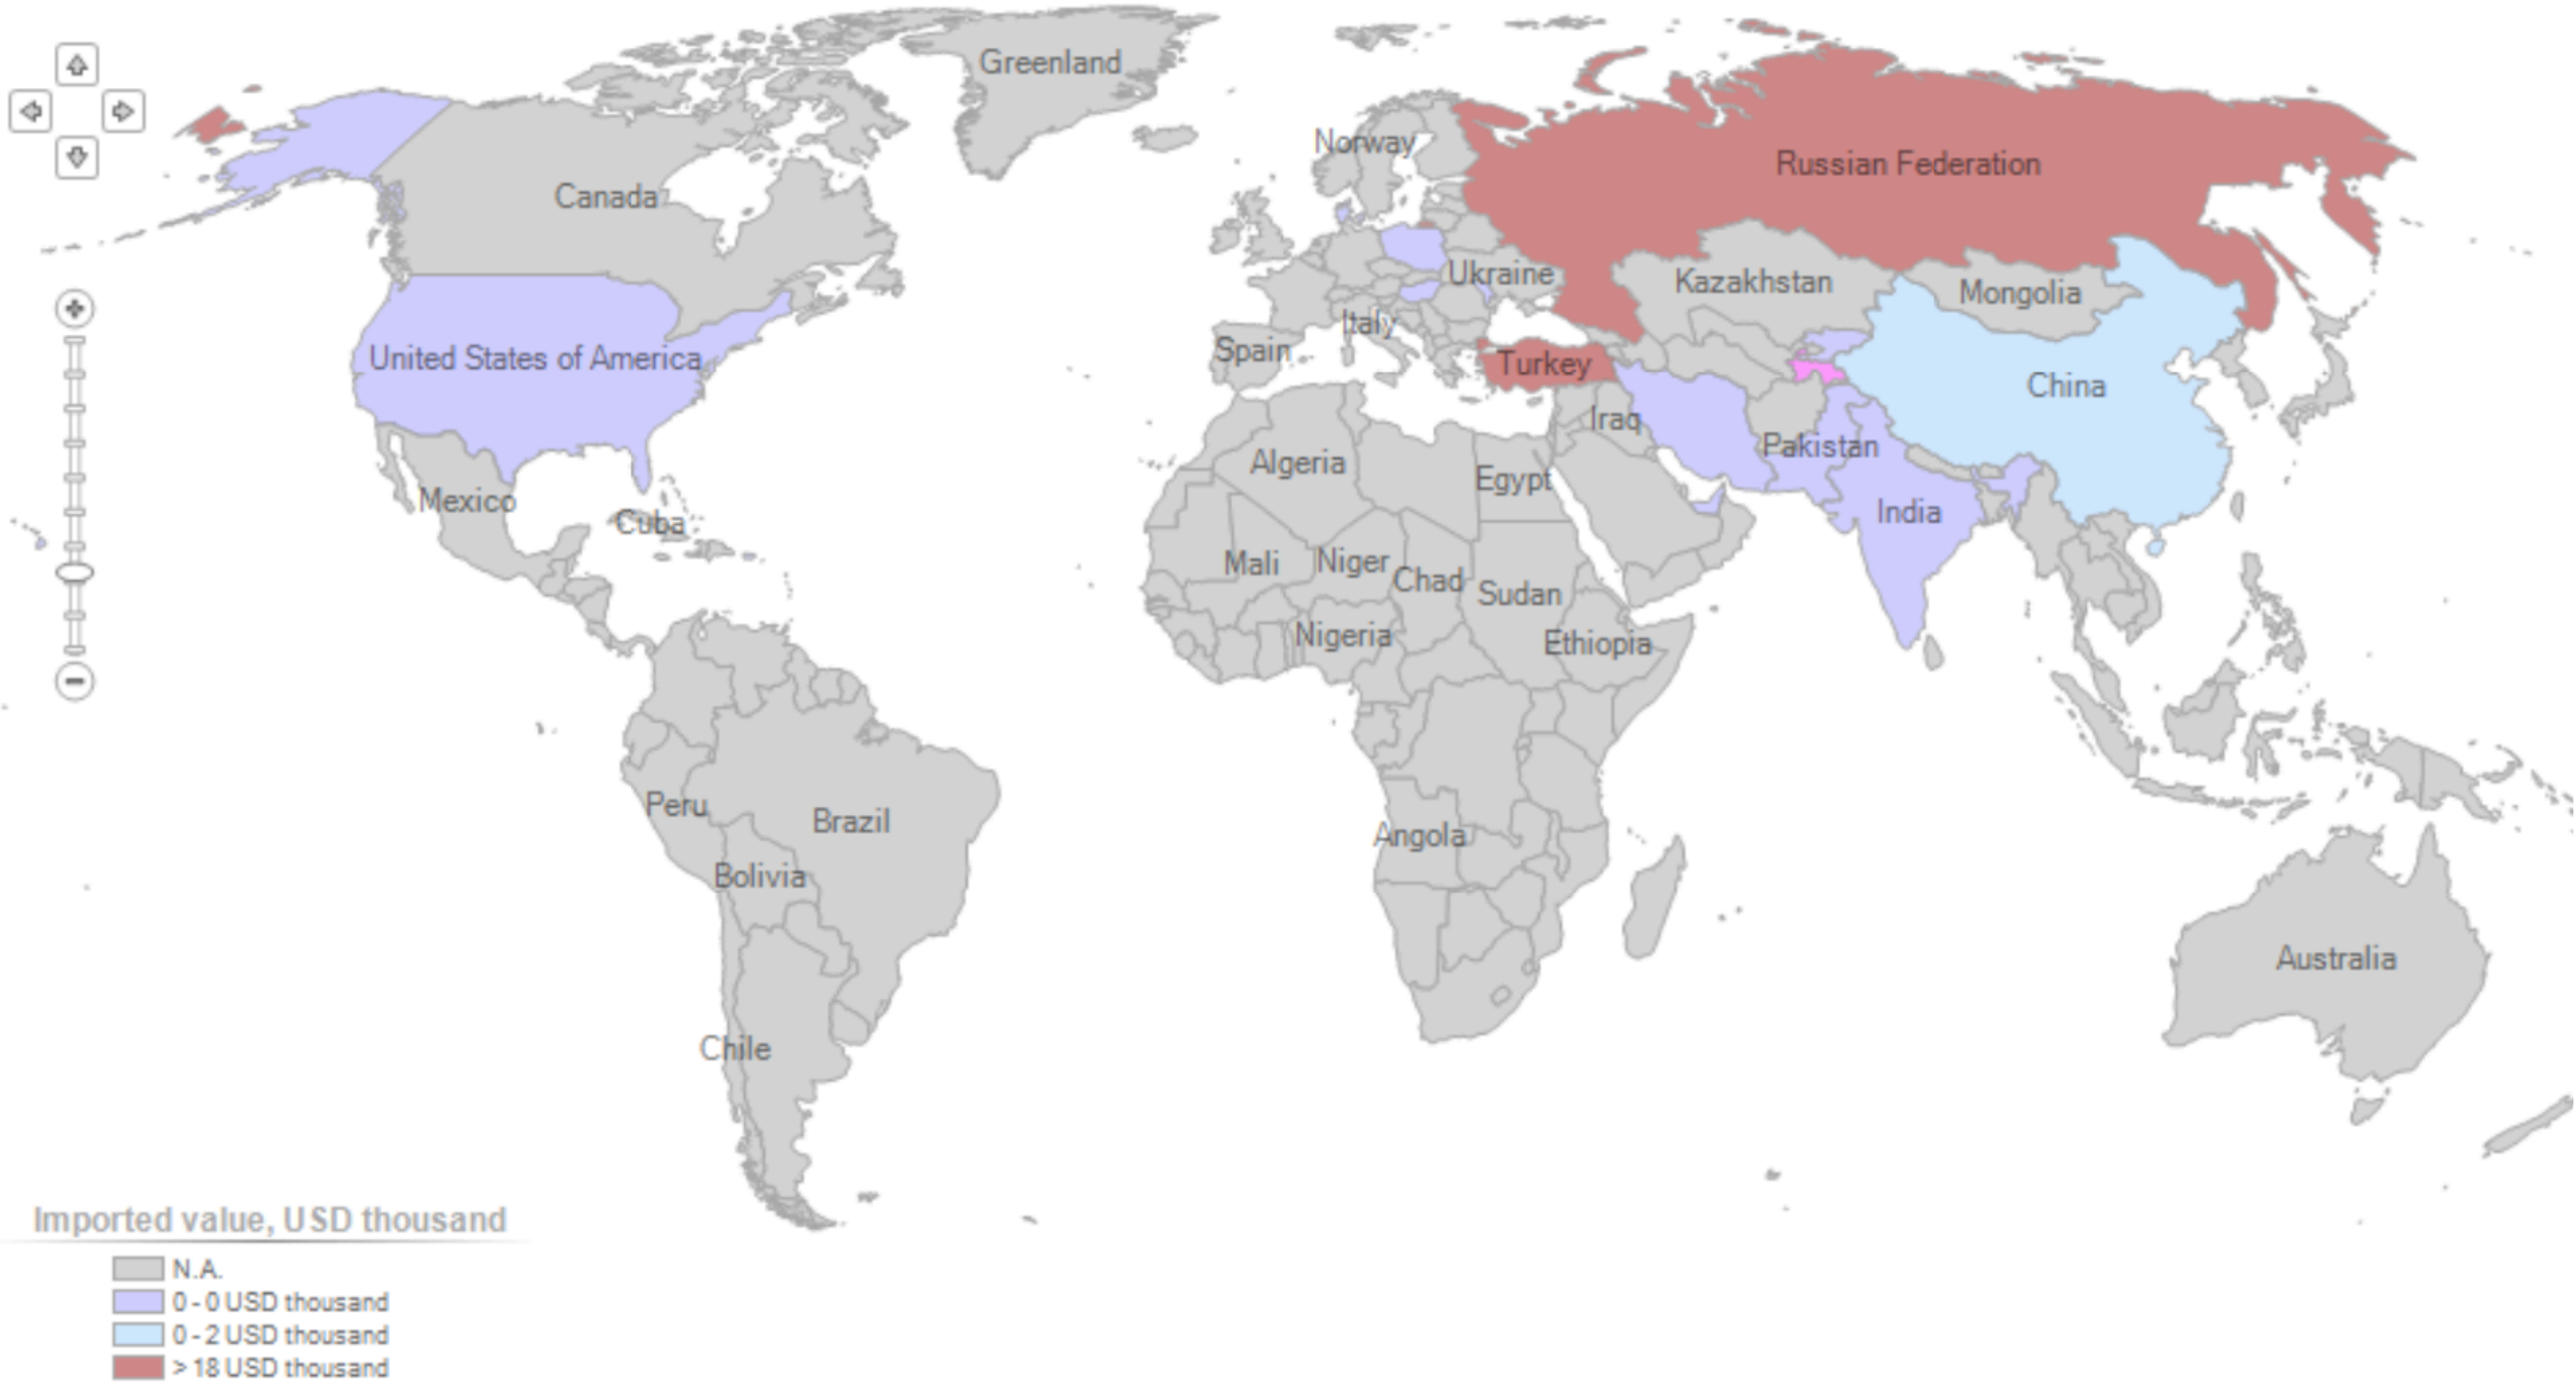 Greenland
Norway
Russian Federation
Canada
Ukraine
Kazakhstan
Mongolia
Italy
Spain
United States of America
Turkey
China
Iraq
Pakistan
Algeria
Egypt
Mexico
India
Cuba
Mali
Niger
Chad
Sudan
Nigeria
Ethiopia
Peru
Brazil
Angola
Bolivia
Australia
Chile
Imported value, USD thousand
N.A.
0 - 0 USD thousand
0 - 2 USD thousand
> 18 USD thousand